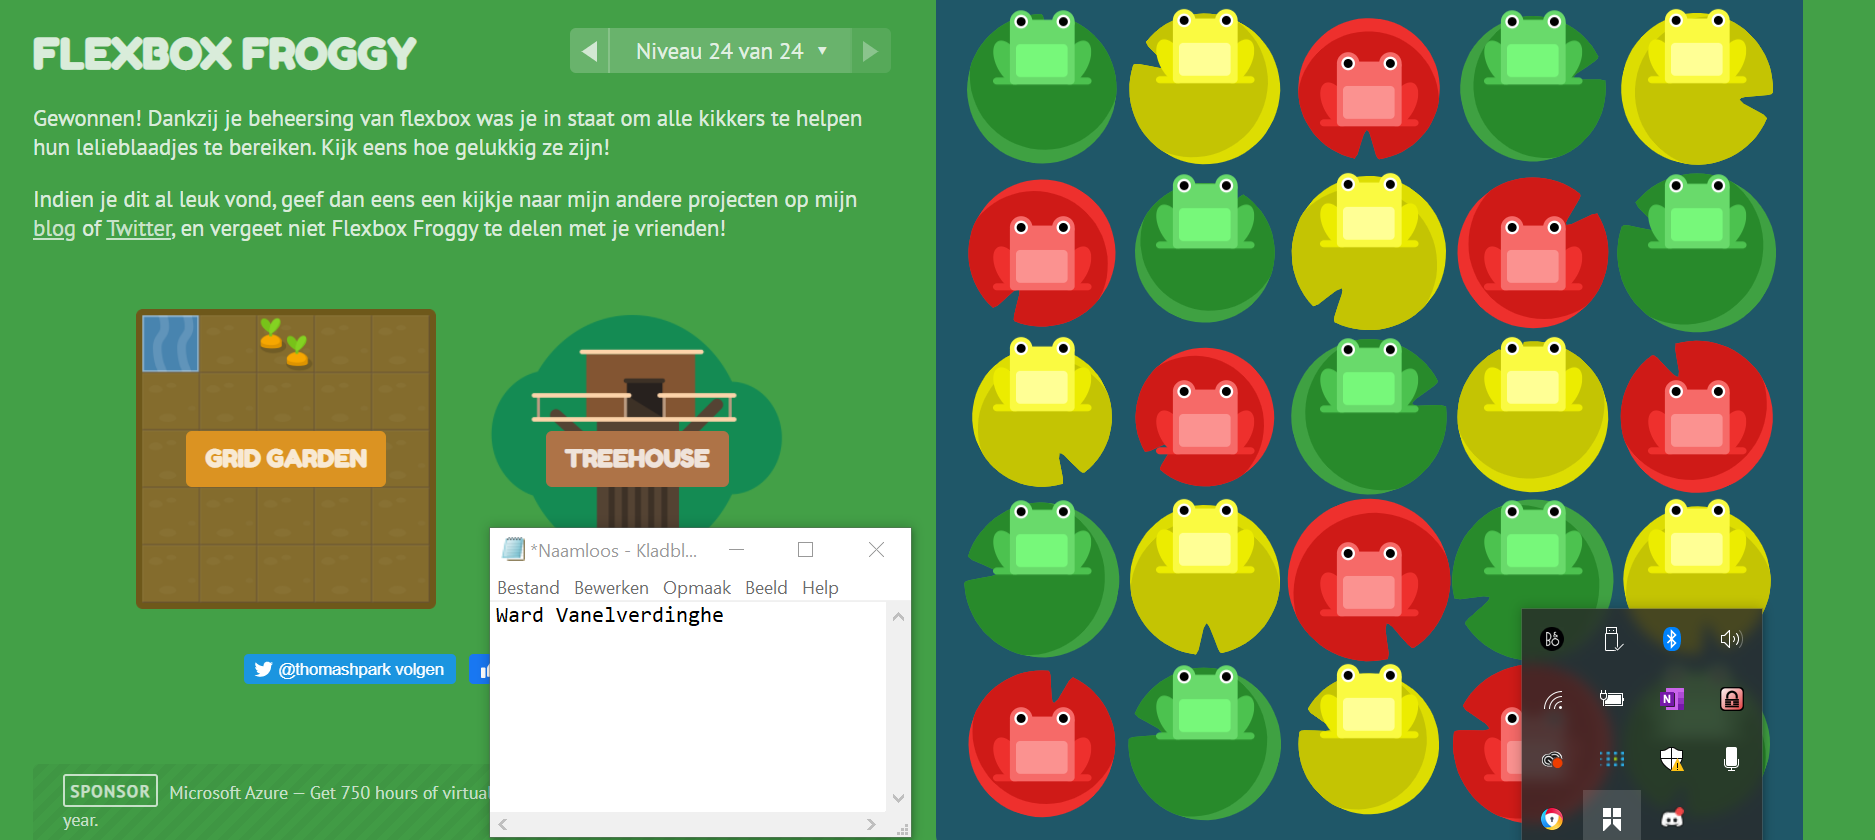 FLEXBOX FROGGY
Niveau 24 van 24
Gewonnen! Dankzij je beheersing van flexbox was je in staat om alle kikkers te helpen
hun lelieblaadjes te bereiken. Kijk eens hoe gelukkig ze zijn!
Indien je dit al leuk vond, geef dan eens een kijkje naar mijn andere projecten op mijn
blog of Twitter, en vergeet niet Flexbox Froggy te delen met je vrienden!
GRID GARDEN
TREEHOUSE
*Naamloos - Kladbl...
Bestand Bewerken Opmaak Beeld Help
Ward Vanelverdinghe
@thomashpark volgen
SPONSOR Microsoft Azure — Get 750 hours of virtual
year.
B&O
N